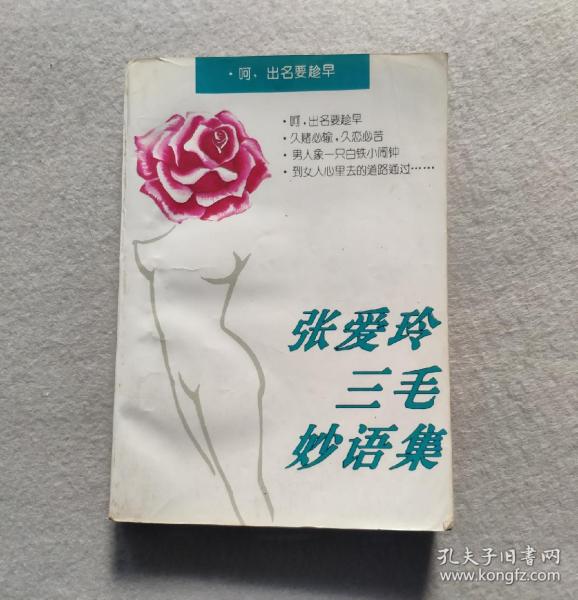 ·呵，出名要趁早
·呵，出名要趁早
·久赌必输，久恋必苦
·男人象一只白铁小闹钟
·到女人心里去的道路通过……
张爱玲
三毛
妙语集
孔夫子旧书网
www.kongfz.com